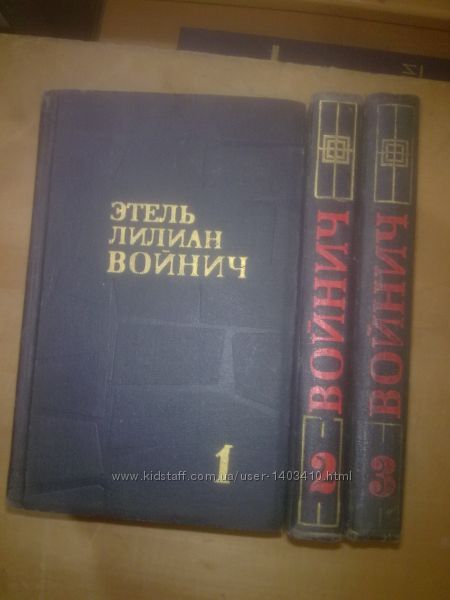 ЭТЕЛЬ
ЛИЛИАН
ВОЙНИЧ
1
ВОЙНИЧ
2
ВОЙНИЧ
3
www.kidstaff.com.ua/user-1403410.html